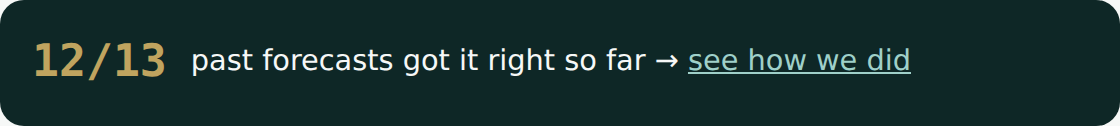 12/13 past forecasts got it right so far → see how we did